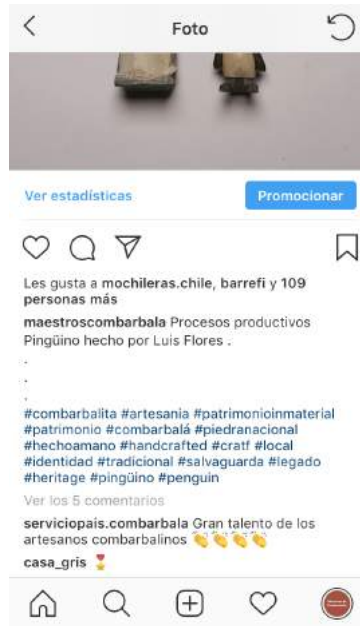 Foto
Ver estadísticas
Promocionar
Les gusta a mochileras.chile, barrefi y 109
personas más
maestroscombarbala Procesos productivos
Pingüino hecho por Luis Flores .
.
.
.
#combarbalita #artesania #patrimonioinmaterial
#patrimonio #combarbalá #piedranacional
#hechoamano #handcrafted #cratf #local
#identidad #tradicional #salvaguarda #legado
#heritage #pingüino #penguin
Ver los 5 comentarios
serviciopais.combarbala Gran talento de los
artesanos combarbalinos 👏👏👏👏
casa_gris 🎖️